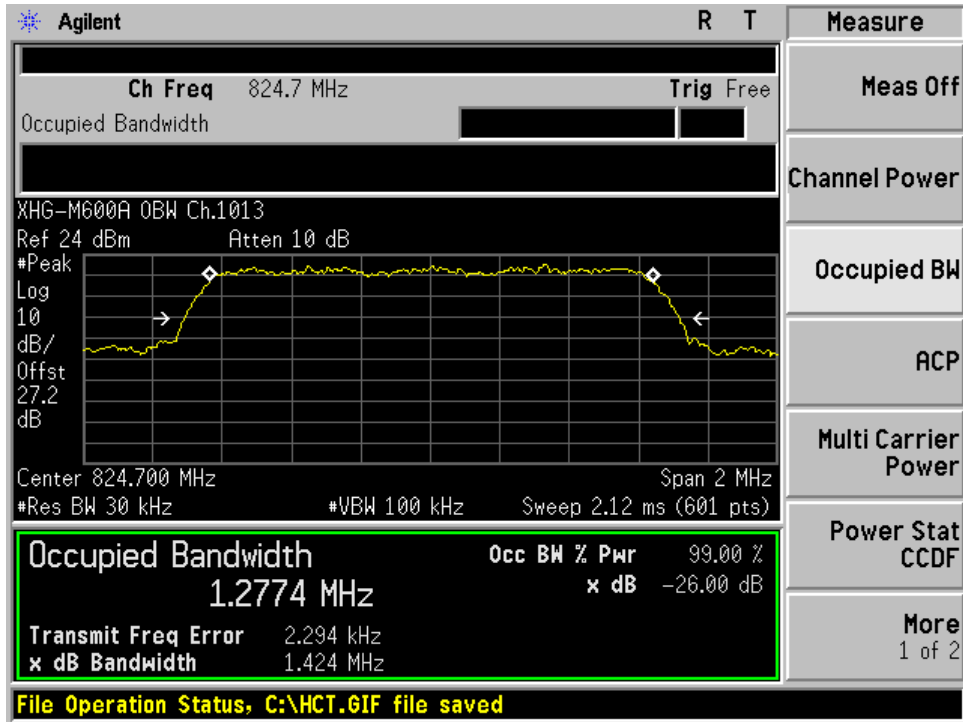 Agilent R T Measure
Ch Freq 824.7 MHz Trig Free
Occupied Bandwidth
XHG-M600A OBW Ch.1013
Ref 24 dBm Atten 10 dB
#Peak
Log
10
dB/
Offst
27.2
dB
Center 824.700 MHz Span 2 MHz
#Res BW 30 kHz #VBW 100 kHz Sweep 2.12 ms (601 pts)
Occupied Bandwidth Occ BW % Pwr 99.00 %
1.2774 MHz x dB -26.00 dB
Transmit Freq Error 2.294 kHz
x dB Bandwidth 1.424 MHz
File Operation Status, C:\HCT.GIF file saved
Meas Off
Channel Power
Occupied BW
ACP
Multi Carrier
Power
Power Stat
CCDF
More
1 of 2